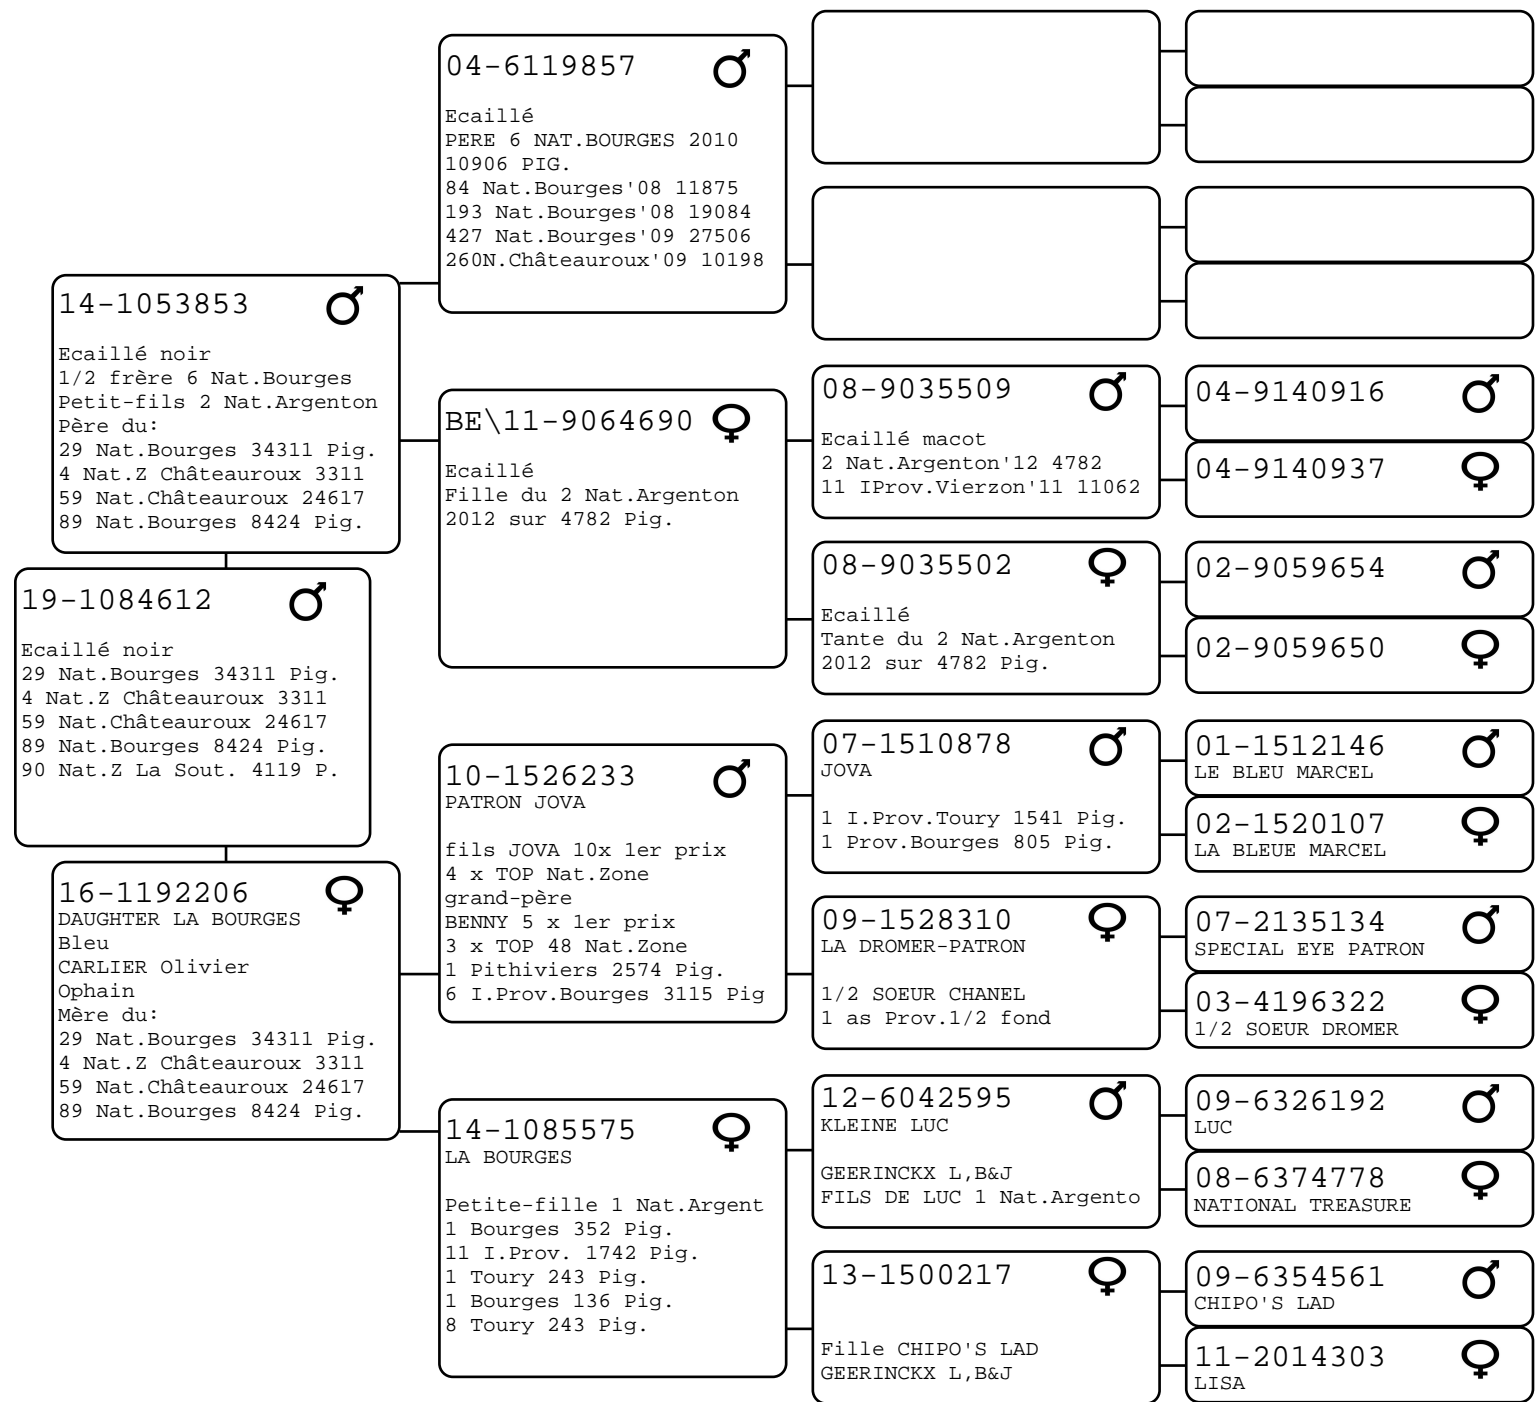 04-6119857
Ecaillé
PERE 6 NAT.BOURGES 2010
10906 PIG.
84 Nat.Bourges'08 11875
193 Nat.Bourges'08 19084
427 Nat.Bourges'09 27506
260N.Châteauroux'09 10198
14-1053853
Ecaillé noir
1/2 frère 6 Nat.Bourges
Petit-fils 2 Nat.Argenton
Père du:
29 Nat.Bourges 34311 Pig.
4 Nat.Z Châteauroux 3311
59 Nat.Châteauroux 24617
89 Nat.Bourges 8424 Pig.
BE\11-9064690
Ecaillé
Fille du 2 Nat.Argenton
2012 sur 4782 Pig.
08-9035509
Ecaillé macot
2 Nat.Argenton'12 4782
11 IProv.Vierzon'11 11062
04-9140916
04-9140937
08-9035502
Ecaillé
Tante du 2 Nat.Argenton
2012 sur 4782 Pig.
02-9059654
02-9059650
19-1084612
Ecaillé noir
29 Nat.Bourges 34311 Pig.
4 Nat.Z Châteauroux 3311
59 Nat.Châteauroux 24617
89 Nat.Bourges 8424 Pig.
90 Nat.Z La Sout. 4119 P.
10-1526233
PATRON JOVA
fils JOVA 10x 1er prix
4 x TOP Nat.Zone
grand-père
BENNY 5 x 1er prix
3 x TOP 48 Nat.Zone
1 Pithiviers 2574 Pig.
6 I.Prov.Bourges 3115 Pig
07-1510878
JOVA
1 I.Prov.Toury 1541 Pig.
1 Prov.Bourges 805 Pig.
01-1512146
LE BLEU MARCEL
02-1520107
LA BLEUE MARCEL
16-1192206
DAUGHTER LA BOURGES
Bleu
CARLIER Olivier
Ophain
Mère du:
29 Nat.Bourges 34311 Pig.
4 Nat.Z Châteauroux 3311
59 Nat.Châteauroux 24617
89 Nat.Bourges 8424 Pig.
09-1528310
LA DROMER-PATRON
1/2 SOEUR CHANEL
1 as Prov.1/2 fond
07-2135134
SPECIAL EYE PATRON
03-4196322
1/2 SOEUR DROMER
14-1085575
LA BOURGES
Petite-fille 1 Nat.Argent
1 Bourges 352 Pig.
11 I.Prov. 1742 Pig.
1 Toury 243 Pig.
1 Bourges 136 Pig.
8 Toury 243 Pig.
12-6042595
KLEINE LUC
GEERINCKX L,B&J
FILS DE LUC 1 Nat.Argento
09-6326192
LUC
08-6374778
NATIONAL TREASURE
13-1500217
Fille CHIPO'S LAD
GEERINCKX L,B&J
09-6354561
CHIPO'S LAD
11-2014303
LISA